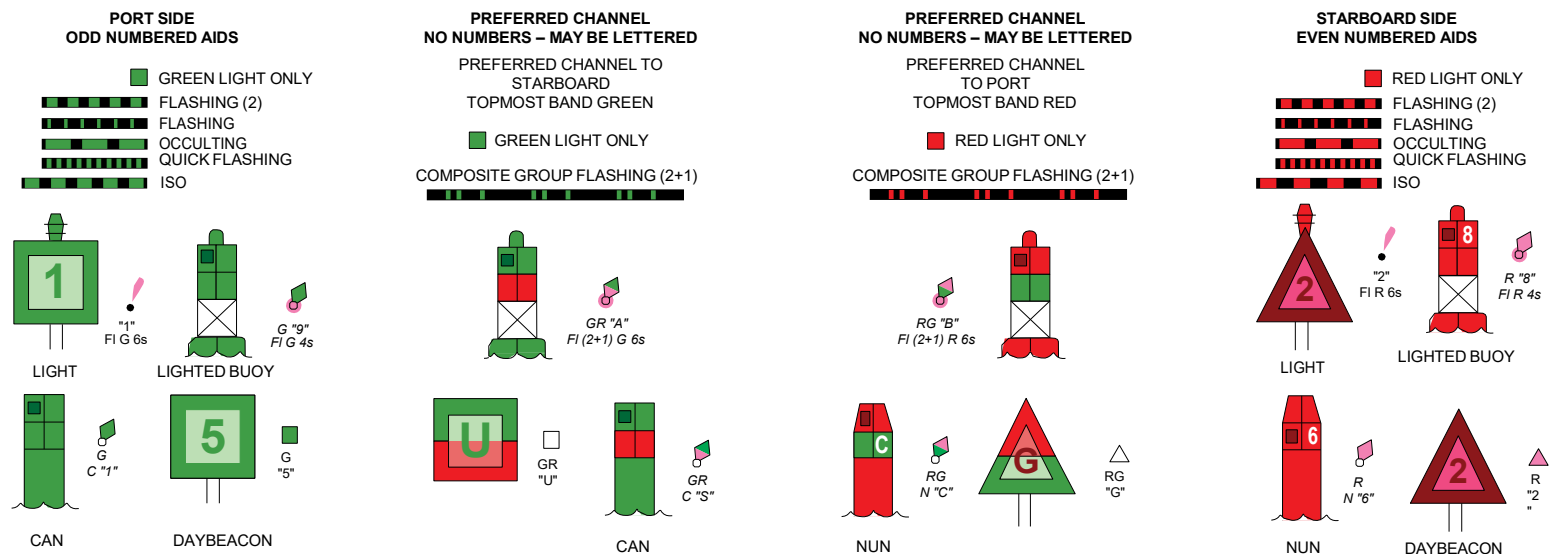 PORT SIDE
ODD NUMBERED AIDS
GREEN LIGHT ONLY
FLASHING (2)
FLASHING
OCCULTING
QUICK FLASHING
ISO
1
"1"
Fl G 6s
G "9"
Fl G 4s
LIGHT
LIGHTED BUOY
G
C "1"
5
G
"5"
CAN
DAYBEACON
PREFERRED CHANNEL
NO NUMBERS – MAY BE LETTERED
PREFERRED CHANNEL TO
STARBOARD
TOPMOST BAND GREEN
GREEN LIGHT ONLY
COMPOSITE GROUP FLASHING (2+1)
GR "A"
Fl (2+1) G 6s
U
GR
"U"
GR
C "S"
CAN
PREFERRED CHANNEL
NO NUMBERS – MAY BE LETTERED
PREFERRED CHANNEL
TO PORT
TOPMOST BAND RED
RED LIGHT ONLY
COMPOSITE GROUP FLASHING (2+1)
RG "B"
Fl (2+1) R 6s
C
RG
N "C"
G
RG
"G"
NUN
STARBOARD SIDE
EVEN NUMBERED AIDS
RED LIGHT ONLY
FLASHING (2)
FLASHING
OCCULTING
QUICK FLASHING
ISO
2
"2"
Fl R 6s
8
R "8"
Fl R 4s
LIGHT
LIGHTED BUOY
6
R
N "6"
2
R
"2
"
NUN
DAYBEACON